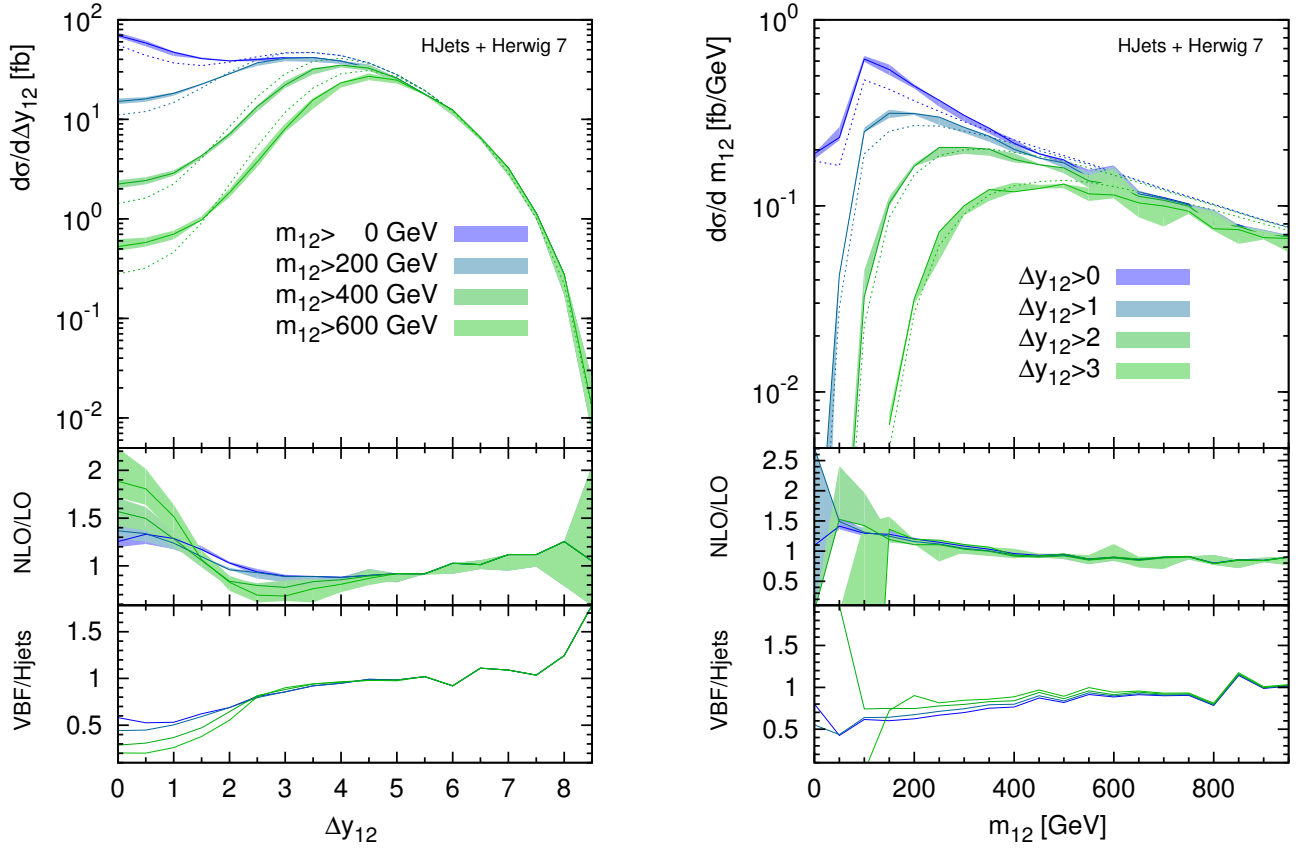 HJets + Herwig 7
dσ/dΔy12 [fb]
10^2
10^1
10^0
10^-1
10^-2
m12> 0 GeV
m12>200 GeV
m12>400 GeV
m12>600 GeV
NLO/LO
2
1.5
1
VBF/Hjets
1.5
1
0.5
0 1 2 3 4 5 6 7 8
Δy12
HJets + Herwig 7
dσ/d m12 [fb/GeV]
10^0
10^-1
10^-2
Δy12>0
Δy12>1
Δy12>2
Δy12>3
NLO/LO
2.5
2
1.5
1
0.5
VBF/Hjets
1.5
1
0.5
0 200 400 600 800
m12 [GeV]